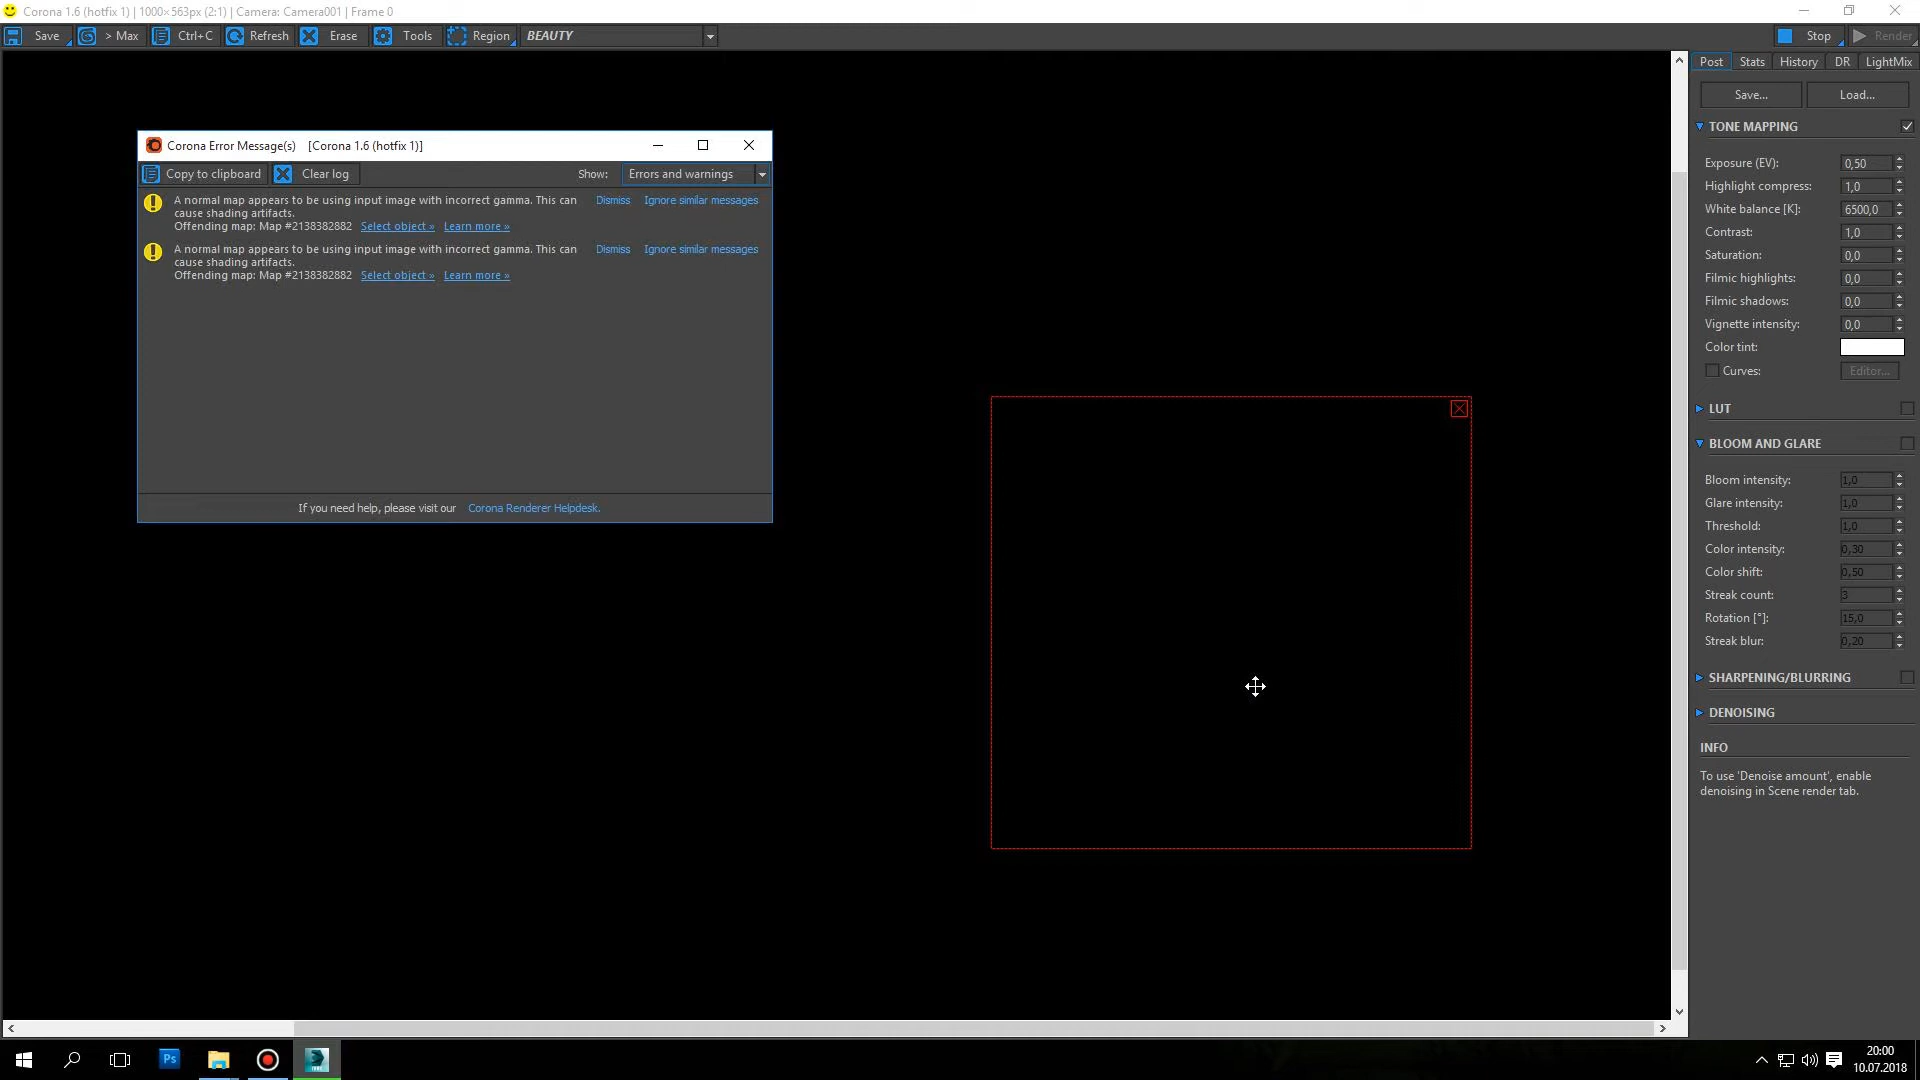 Corona 1.6 (hotfix 1) | 1000×563px (2:1) | Camera: Camera001 | Frame 0
Save > Max Ctrl+C Refresh Erase Tools Region BEAUTY Stop Render
Post Stats History DR LightMix
Save... Load...
TONE MAPPING
Exposure (EV): 0,50
Highlight compress: 1,0
White balance [K]: 6500,0
Contrast: 1,0
Saturation: 0,0
Filmic highlights: 0,0
Filmic shadows: 0,0
Vignette intensity: 0,0
Color tint:
Curves: Editor...
LUT
BLOOM AND GLARE
Bloom intensity: 1,0
Glare intensity: 1,0
Threshold: 1,0
Color intensity: 0,30
Color shift: 0,50
Streak count: 3
Rotation [°]: 15,0
Streak blur: 0,20
SHARPENING/BLURRING
DENOISING
INFO
To use 'Denoise amount', enable
denoising in Scene render tab.
Corona Error Message(s) [Corona 1.6 (hotfix 1)]
Copy to clipboard Clear log Show: Errors and warnings
A normal map appears to be using input image with incorrect gamma. This can Dismiss Ignore similar messages
cause shading artifacts.
Offending map: Map #2138382882 Select object » Learn more »
A normal map appears to be using input image with incorrect gamma. This can Dismiss Ignore similar messages
cause shading artifacts.
Offending map: Map #2138382882 Select object » Learn more »
If you need help, please visit our Corona Renderer Helpdesk.
Ps
20:00
10.07.2018